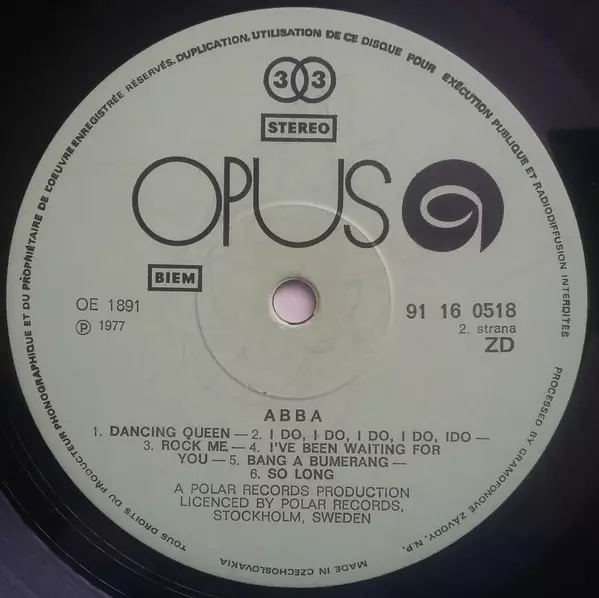 TOUS DROITS DU PRODUCTEUR PHONOGRAPHIQUE ET DU PROPRIÉTAIRE DE L'OEUVRE ENREGISTRÉE RÉSERVÉS. DUPLICATION, UTILISATION DE CE DISQUE POUR EXÉCUTION PUBLIQUE ET RADIODIFFUSION INTERDITES
PROCESSED BY GRAMOFONOVÉ ZÁVODY, N.P.
33
STEREO
OPUS
BIEM
OE 1891
Ⓟ 1977
91 16 0518
2. strana
ZD
ABBA
1. DANCING QUEEN — 2. I DO, I DO, I DO, I DO, IDO —
3. ROCK ME — 4. I'VE BEEN WAITING FOR
YOU — 5. BANG A BUMERANG —
6. SO LONG
A POLAR RECORDS PRODUCTION
LICENCED BY POLAR RECORDS,
STOCKHOLM, SWEDEN
MADE IN CZECHOSLOVAKIA